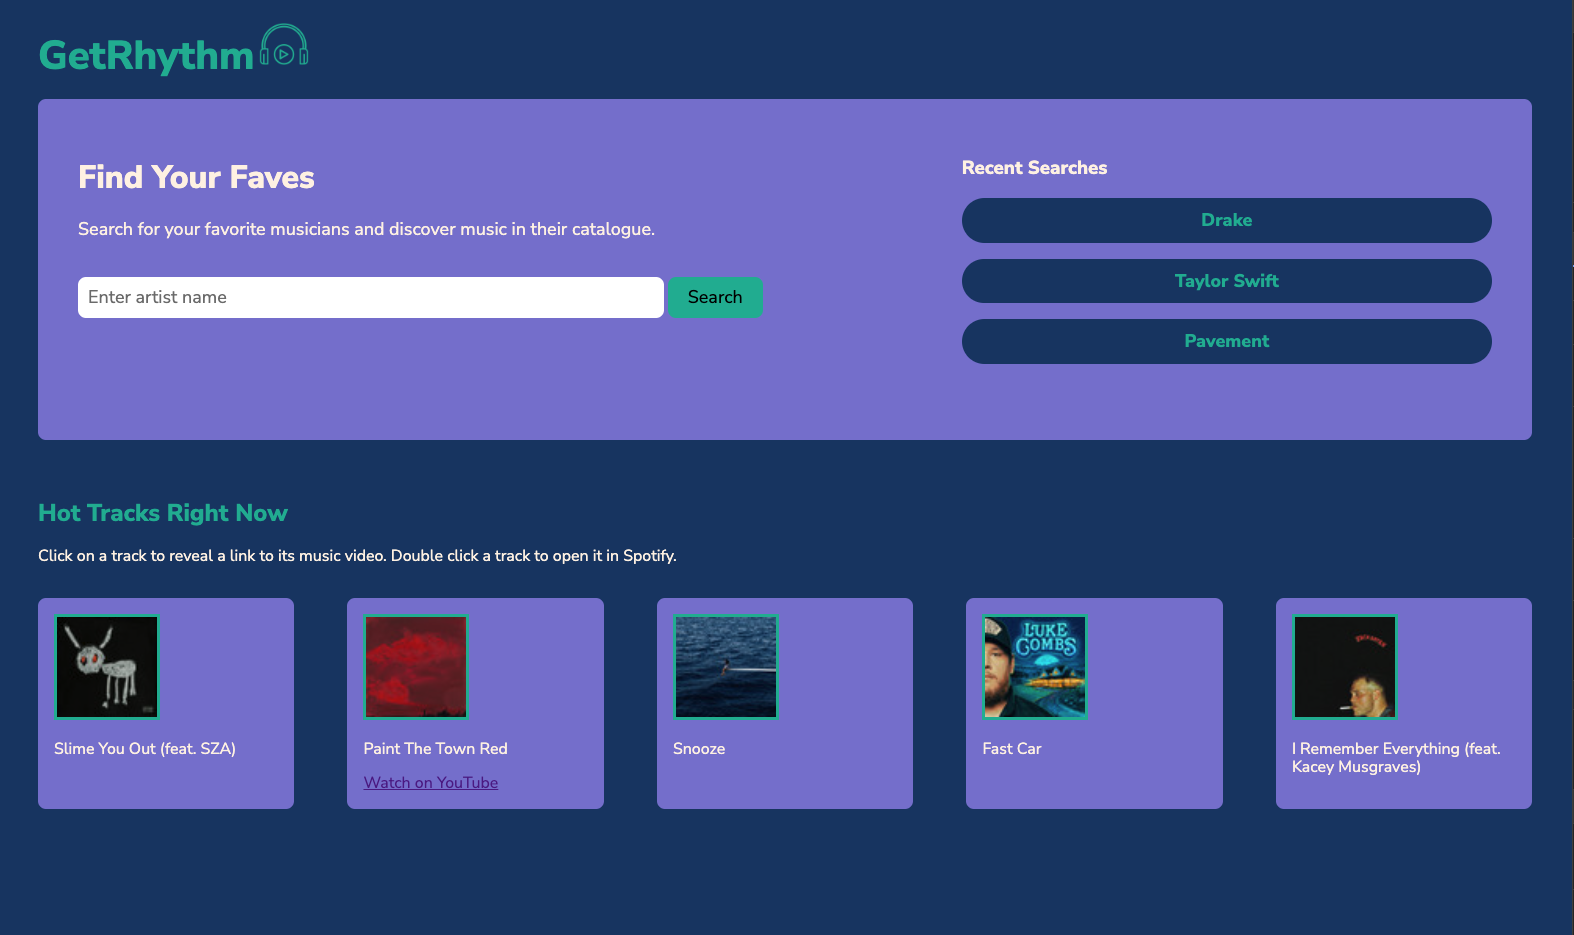 GetRhythm
Find Your Faves
Search for your favorite musicians and discover music in their catalogue.
Enter artist name
Search
Recent Searches
Drake
Taylor Swift
Pavement
Hot Tracks Right Now
Click on a track to reveal a link to its music video. Double click a track to open it in Spotify.
Slime You Out (feat. SZA)
Paint The Town Red
Watch on YouTube
Snooze
LUKE
COMBS
Fast Car
I Remember Everything (feat.
Kacey Musgraves)